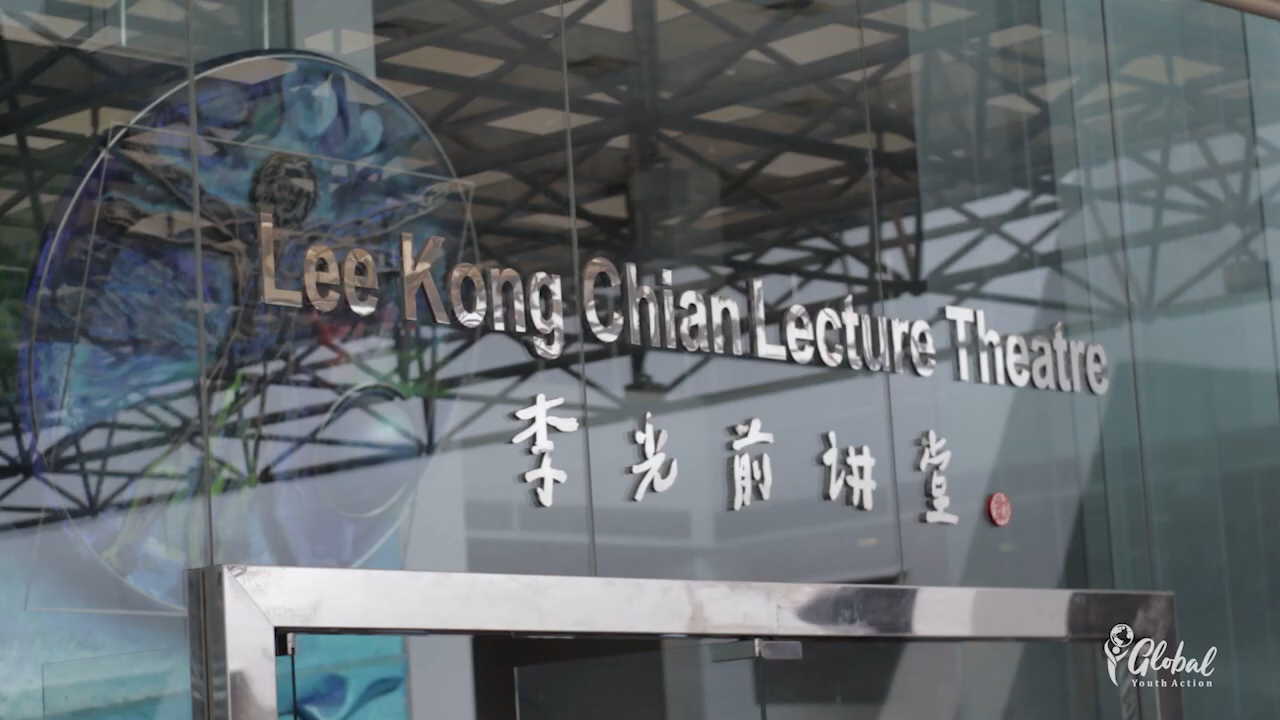 Lee Kong Chian Lecture Theatre
李光前讲堂
Global
Youth Action